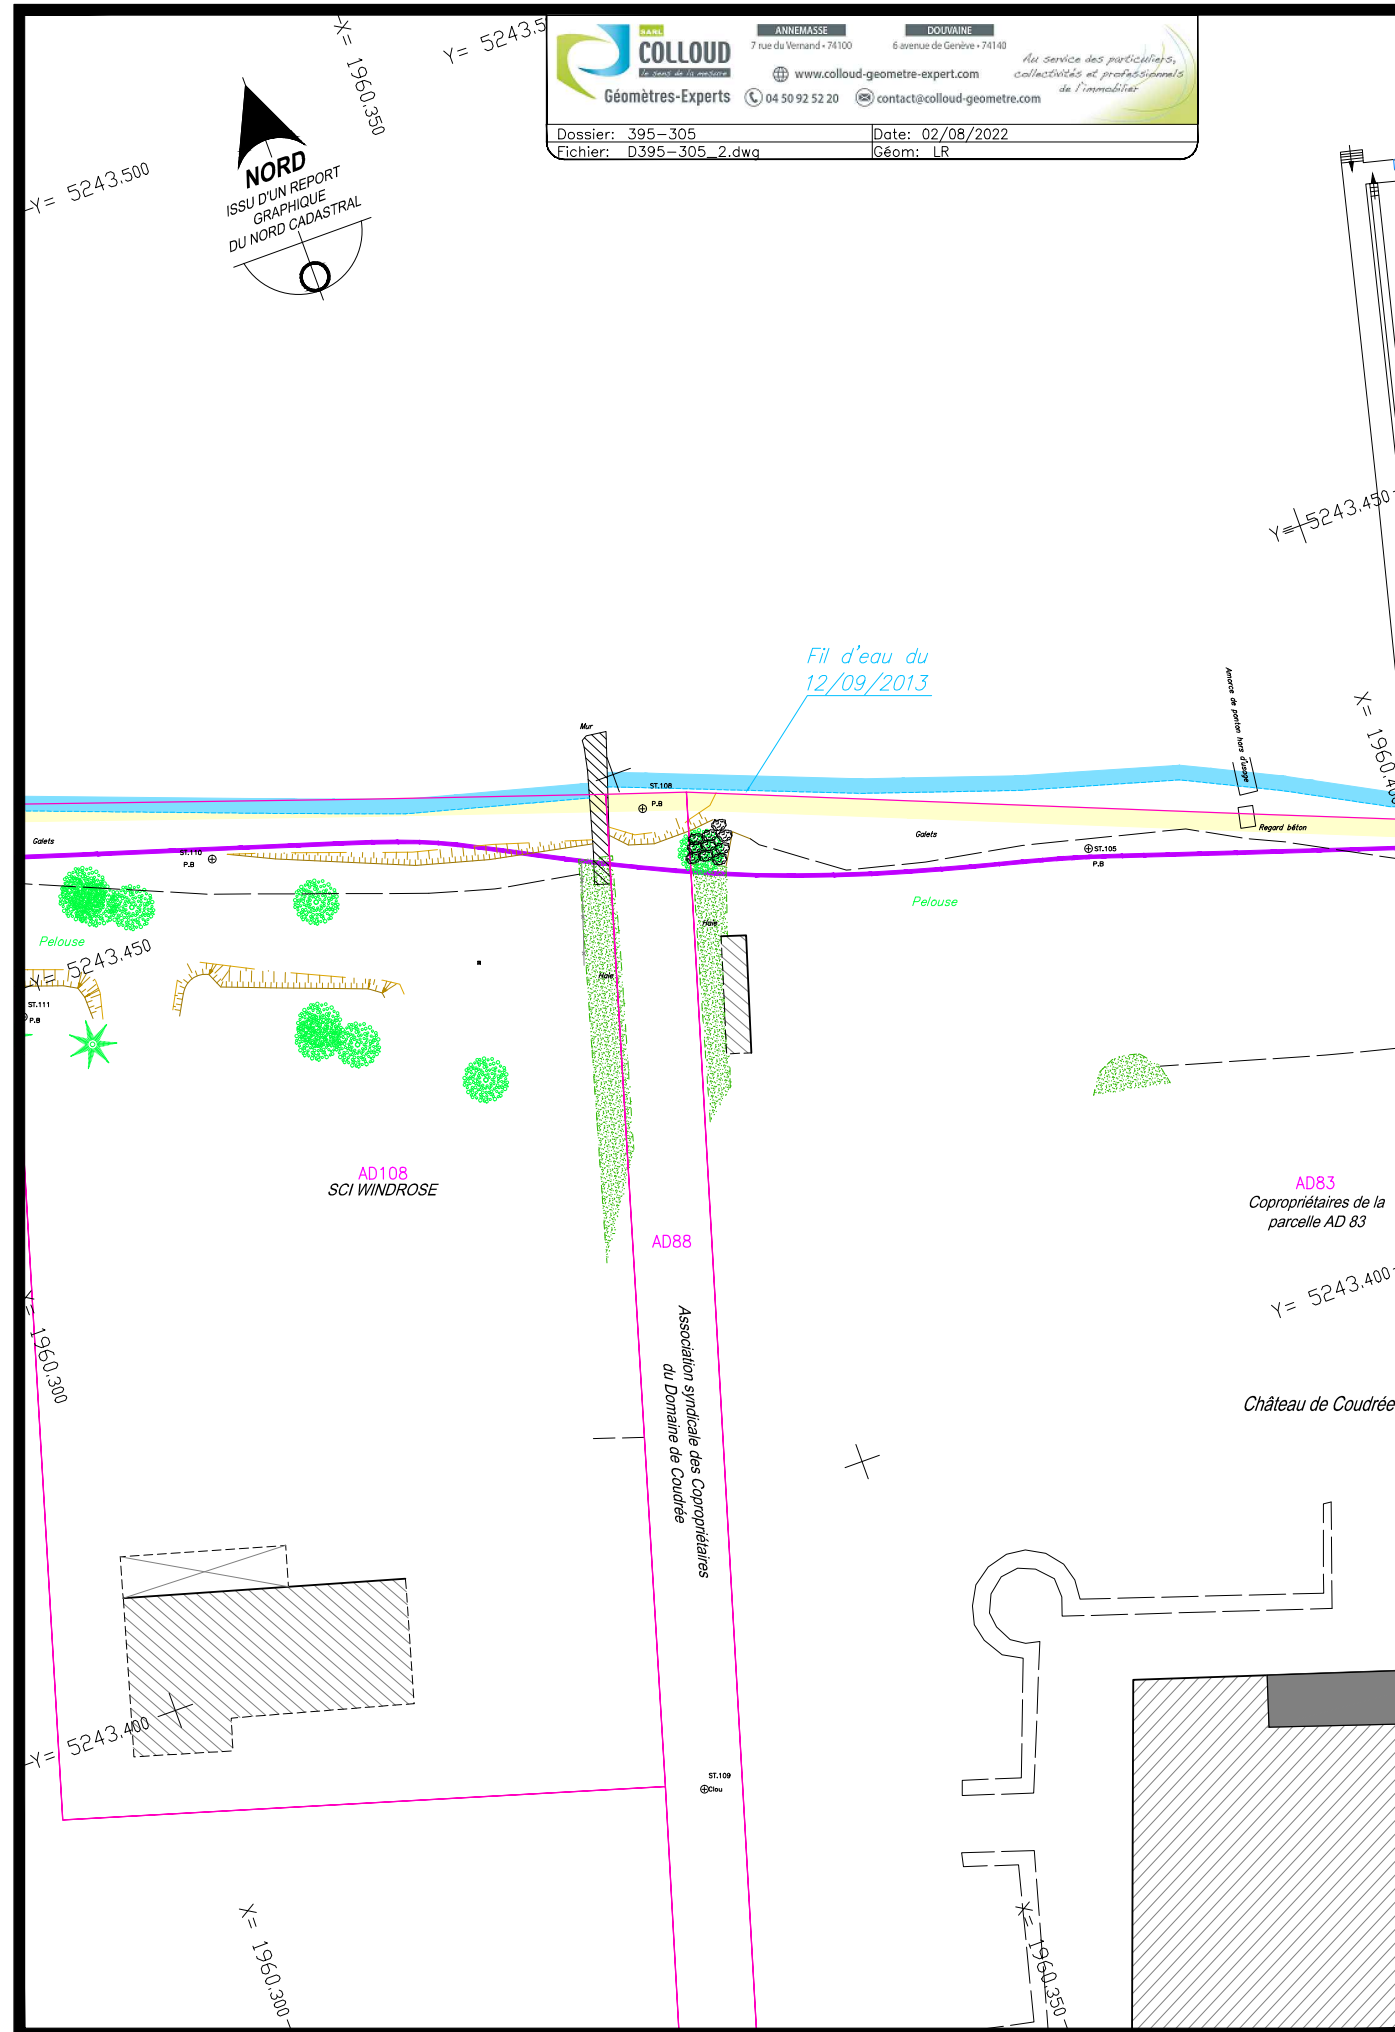 SARL
COLLOUD
le sens de la mesure
Géomètres-Experts
ANNEMASSE
7 rue du Vernand • 74100
DOUVAINE
6 avenue de Genève • 74140
www.colloud-geometre-expert.com
04 50 92 52 20
contact@colloud-geometre.com
Au service des particuliers,
collectivités et professionnels
de l'immobilier
Dossier: 395-305
Date: 02/08/2022
Fichier: D395-305_2.dwg
Géom: LR
X= 1960.350
Y= 5243.5
Y= 5243.500
NORD
ISSU D'UN REPORT
GRAPHIQUE
DU NORD CADASTRAL
Y= 5243.450
Fil d'eau du
12/09/2013
Amorce de ponton hors d'usage
X= 1960.400
Mur
ST.108
P.B
Galets
Galets
Regard béton
ST.110
P.B
ST.105
P.B
Pelouse
Haie
Pelouse
Y= 5243.450
Haie
ST.111
P.B
AD108
SCI WINDROSE
AD83
Copropriétaires de la
parcelle AD 83
AD88
Y= 5243.400
X= 1960.300
Association syndicale des Copropriétaires
du Domaine de Coudrée
Château de Coudrée
Y= 5243.400
ST.109
Clou
X= 1960.300
X= 1960.350